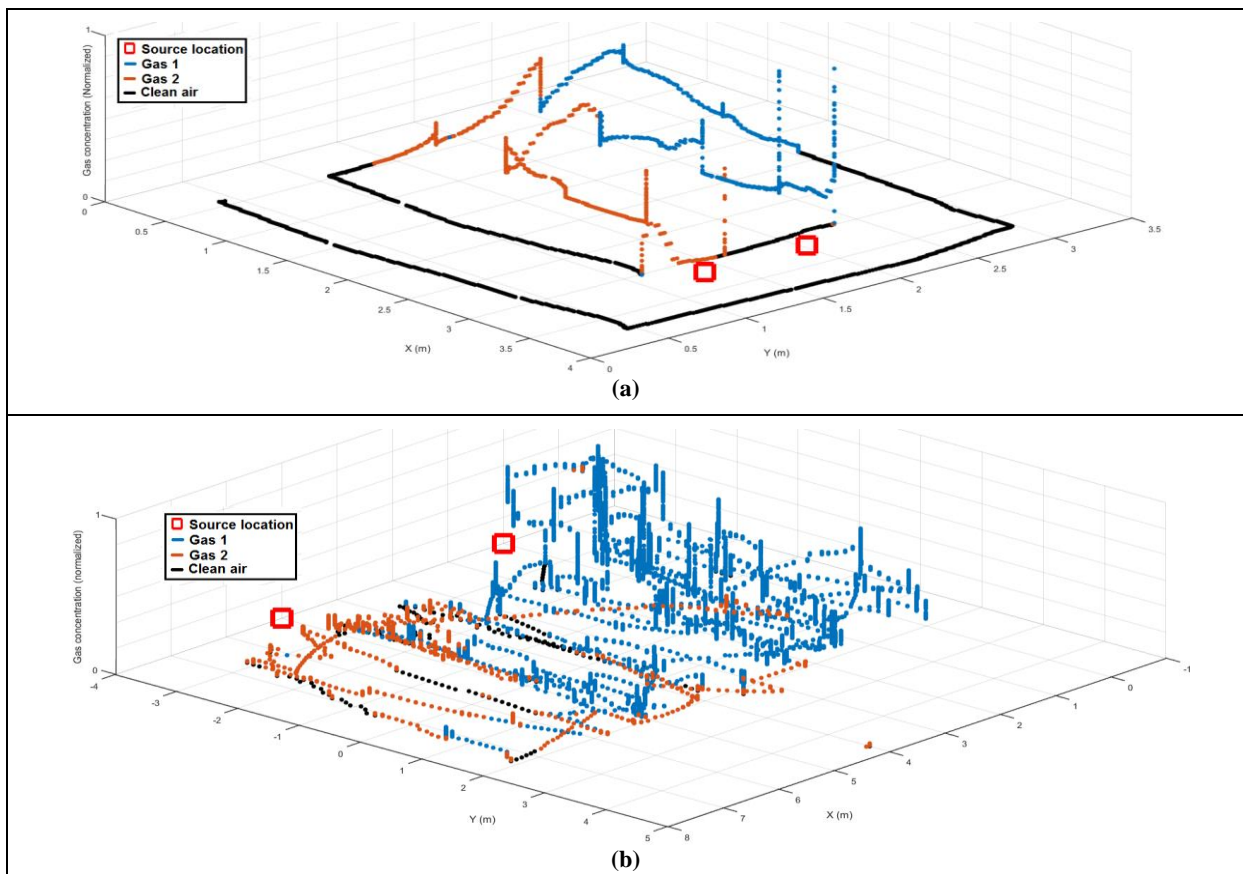 1
Source location
Gas 1
Gas 2
Clean air
Gas concentration (Normalized)
0
0
0.5
1
1.5
2
2.5
3
3.5
4
X (m)
0
0.5
1
1.5
2
2.5
3
3.5
Y (m)
(a)
1
Source location
Gas 1
Gas 2
Clean air
Gas concentration (normalized)
0
-4
-3
-2
-1
0
1
2
3
4
5
Y (m)
8
7
6
5
4
3
2
1
0
-1
X (m)
(b)